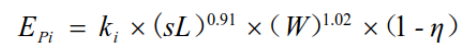 E_{Pi} = k_i × (sL)^{0.91} × (W)^{1.02} × (1 - η)